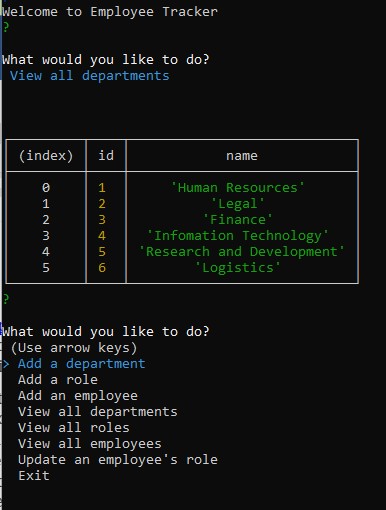 Welcome to Employee Tracker
?
What would you like to do?
View all departments
(index) id name
0 1 'Human Resources'
1 2 'Legal'
2 3 'Finance'
3 4 'Infomation Technology'
4 5 'Research and Development'
5 6 'Logistics'
?
What would you like to do?
(Use arrow keys)
> Add a department
Add a role
Add an employee
View all departments
View all roles
View all employees
Update an employee's role
Exit